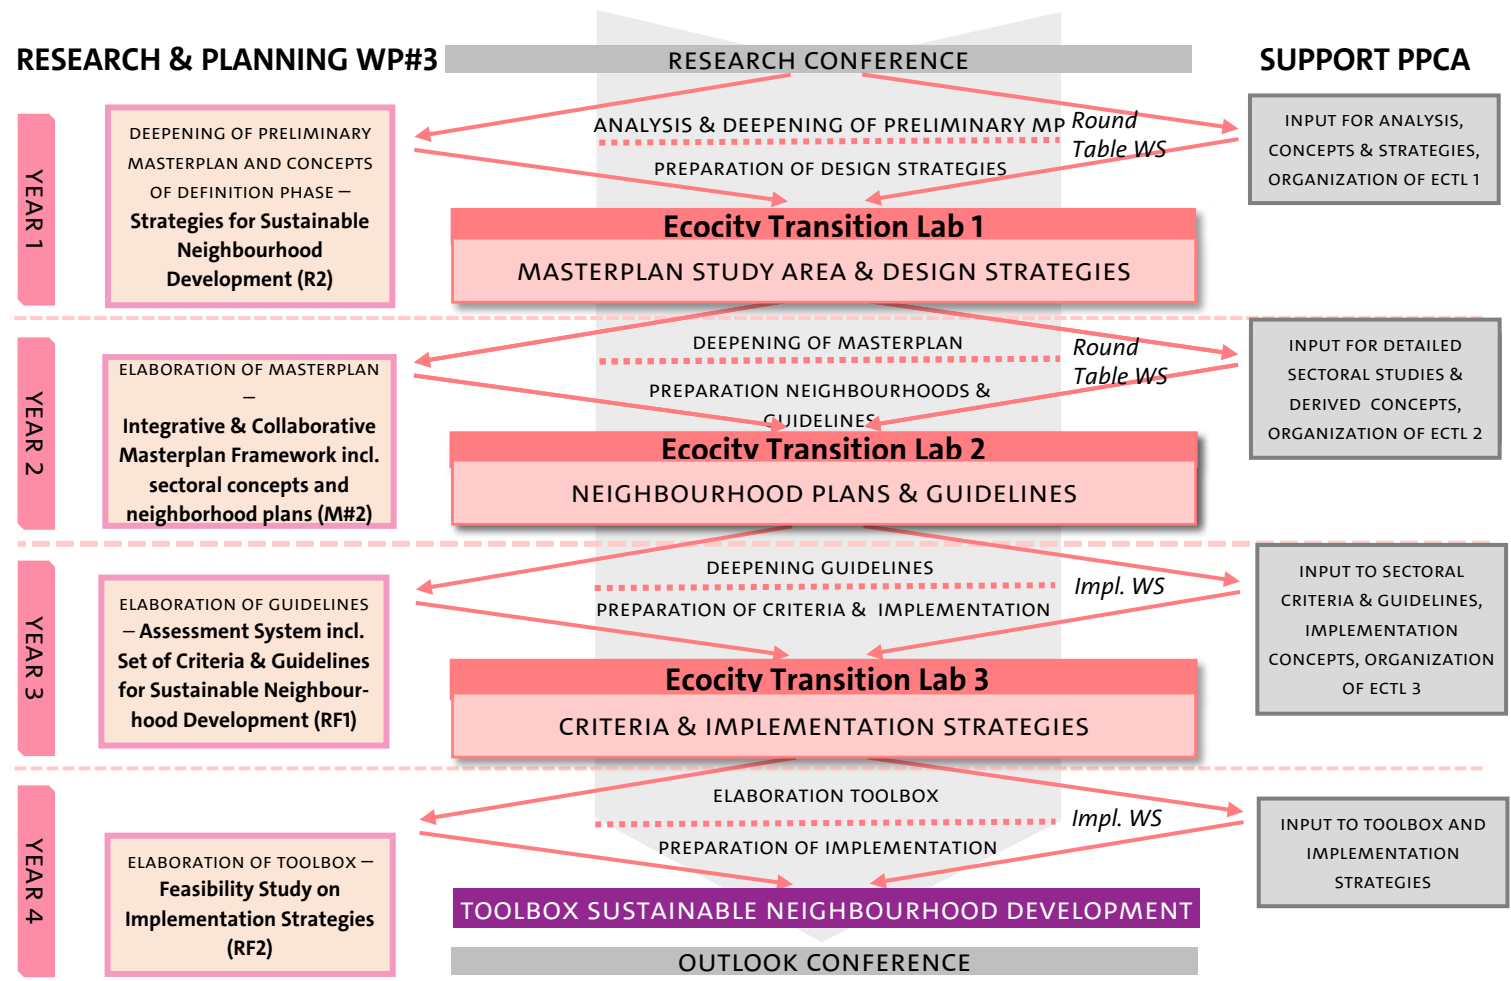 RESEARCH & PLANNING WP#3
RESEARCH CONFERENCE
SUPPORT PPCA
YEAR 1
DEEPENING OF PRELIMINARY
MASTERPLAN AND CONCEPTS
OF DEFINITION PHASE –
Strategies for Sustainable
Neighbourhood
Development (R2)
ANALYSIS & DEEPENING OF PRELIMINARY MP
PREPARATION OF DESIGN STRATEGIES
Round
Table WS
INPUT FOR ANALYSIS,
CONCEPTS & STRATEGIES,
ORGANIZATION OF ECTL 1
Ecocity Transition Lab 1
MASTERPLAN STUDY AREA & DESIGN STRATEGIES
YEAR 2
ELABORATION OF MASTERPLAN
–
Integrative & Collaborative
Masterplan Framework incl.
sectoral concepts and
neighborhood plans (M#2)
DEEPENING OF MASTERPLAN
PREPARATION NEIGHBOURHOODS &
GUIDELINES
Round
Table WS
INPUT FOR DETAILED
SECTORAL STUDIES &
DERIVED CONCEPTS,
ORGANIZATION OF ECTL 2
Ecocity Transition Lab 2
NEIGHBOURHOOD PLANS & GUIDELINES
YEAR 3
ELABORATION OF GUIDELINES
– Assessment System incl.
Set of Criteria & Guidelines
for Sustainable Neighbour-
hood Development (RF1)
DEEPENING GUIDELINES
PREPARATION OF CRITERIA & IMPLEMENTATION
Impl. WS
INPUT TO SECTORAL
CRITERIA & GUIDELINES,
IMPLEMENTATION
CONCEPTS, ORGANIZATION
OF ECTL 3
Ecocity Transition Lab 3
CRITERIA & IMPLEMENTATION STRATEGIES
YEAR 4
ELABORATION OF TOOLBOX –
Feasibility Study on
Implementation Strategies
(RF2)
ELABORATION TOOLBOX
PREPARATION OF IMPLEMENTATION
Impl. WS
INPUT TO TOOLBOX AND
IMPLEMENTATION
STRATEGIES
TOOLBOX SUSTAINABLE NEIGHBOURHOOD DEVELOPMENT
OUTLOOK CONFERENCE